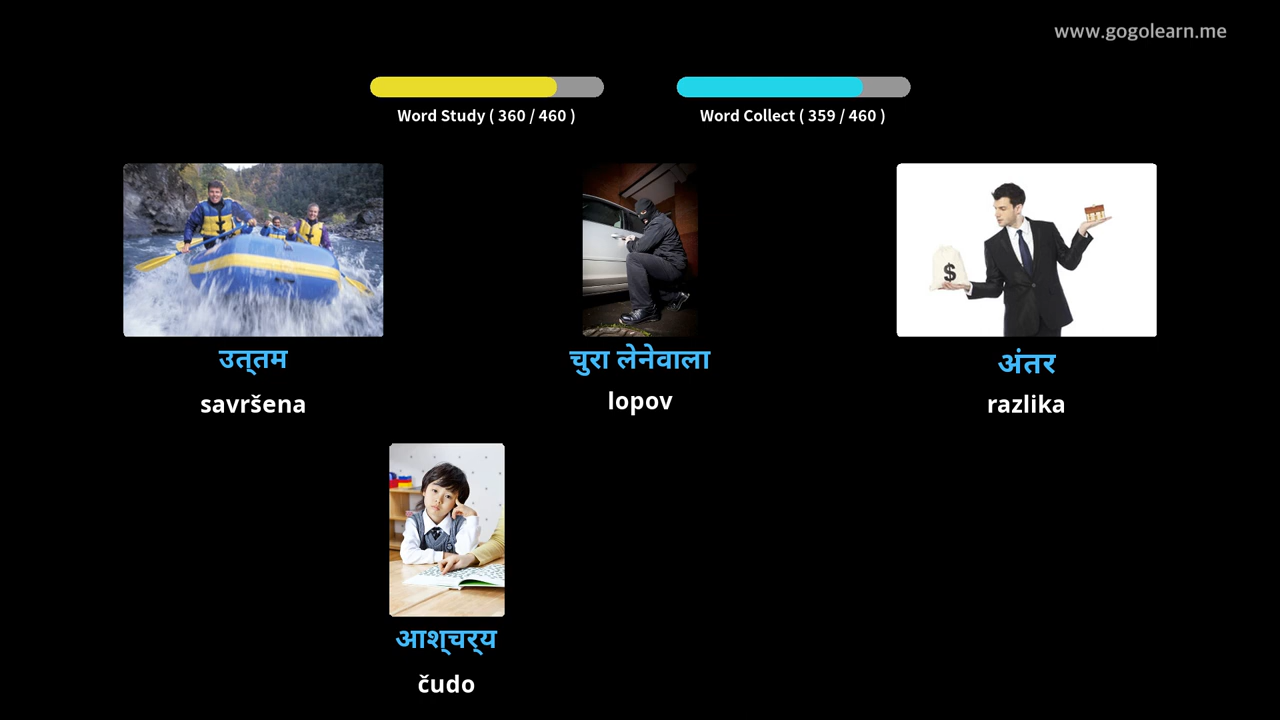 www.gogolearn.me
Word Study ( 360 / 460 )
Word Collect ( 359 / 460 )
उत्‌तम
savršena
चुरा लेनेवाला
lopov
अंतर
razlika
आश्‌चर्‌य
čudo